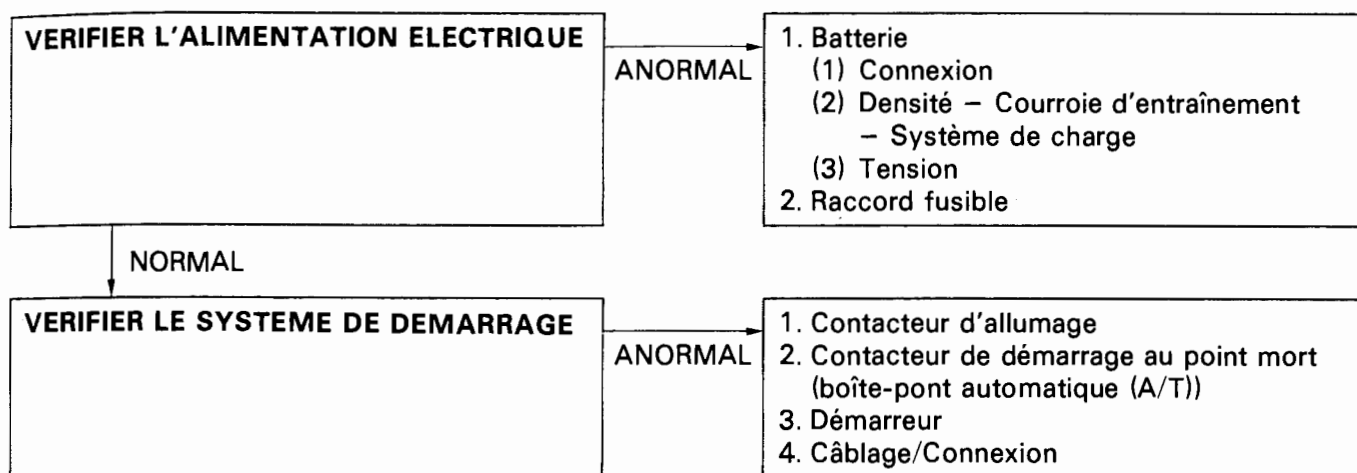 VERIFIER L'ALIMENTATION ELECTRIQUE
ANORMAL
1. Batterie
(1) Connexion
(2) Densité – Courroie d'entraînement
– Système de charge
(3) Tension
2. Raccord fusible
NORMAL
VERIFIER LE SYSTEME DE DEMARRAGE
ANORMAL
1. Contacteur d'allumage
2. Contacteur de démarrage au point mort
(boîte-pont automatique (A/T))
3. Démarreur
4. Câblage/Connexion